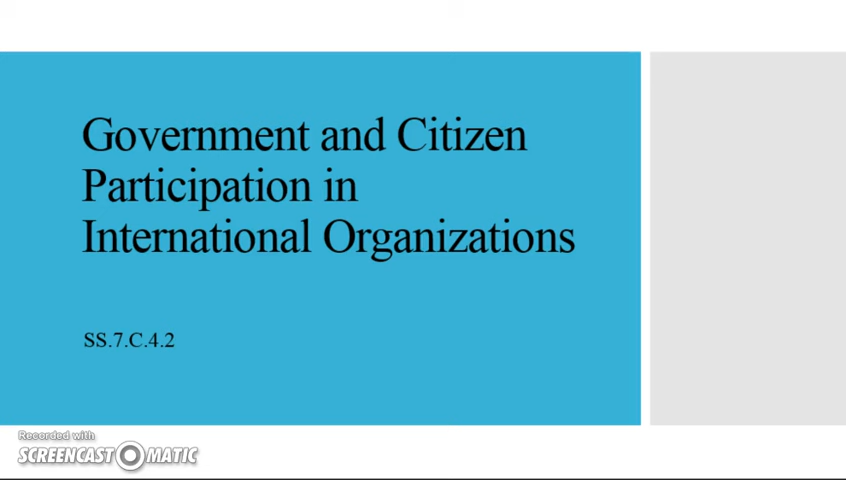 Government and Citizen
Participation in
International Organizations
SS.7.C.4.2
Recorded with
SCREENCAST MATIC